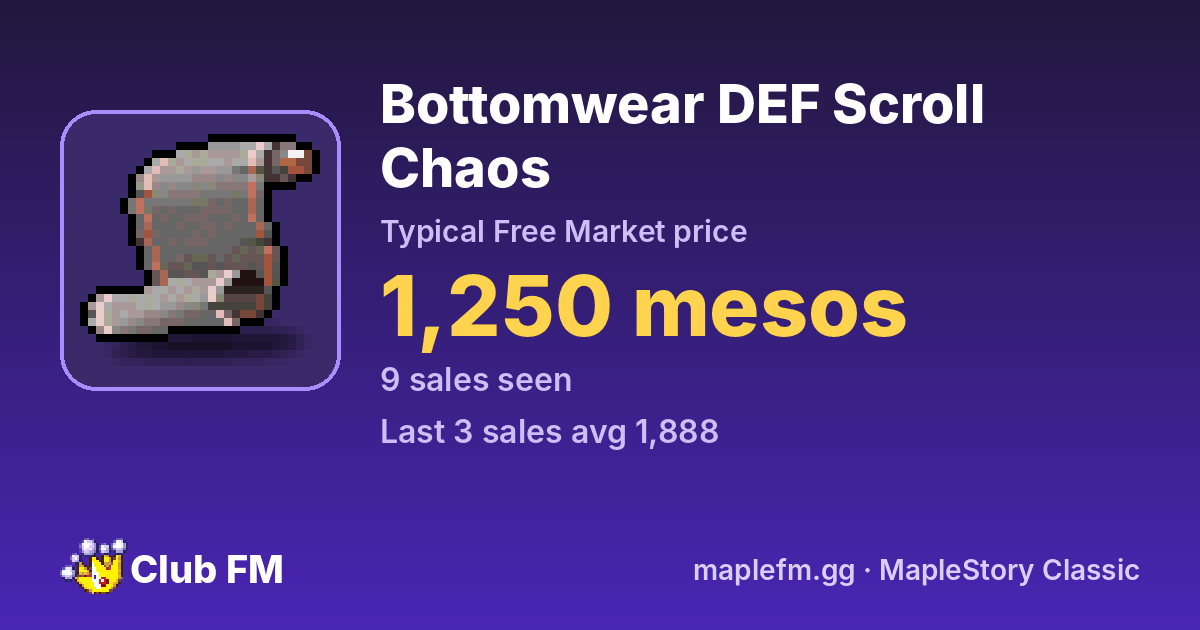 Bottomwear DEF Scroll
Chaos
Typical Free Market price
1,250 mesos
9 sales seen
Last 3 sales avg 1,888
Club FM
maplefm.gg · MapleStory Classic